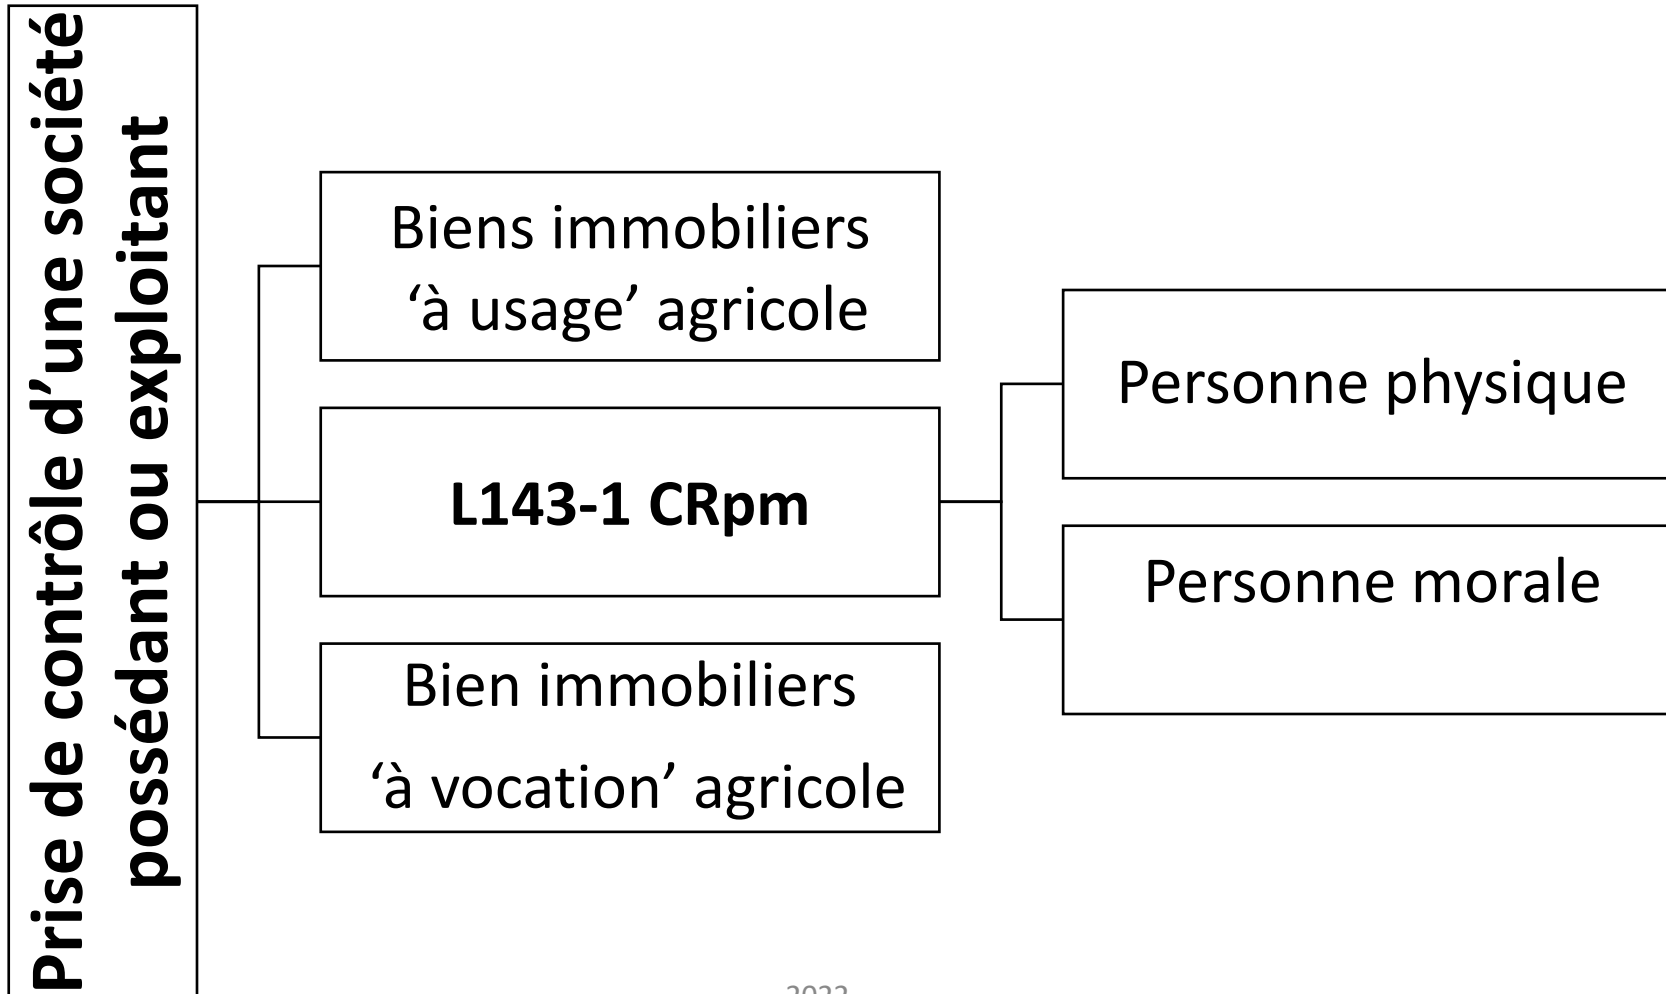 Prise de contrôle d’une société
possédant ou exploitant
Biens immobiliers
‘à usage’ agricole
L143-1 CRpm
Bien immobiliers
‘à vocation’ agricole
Personne physique
Personne morale